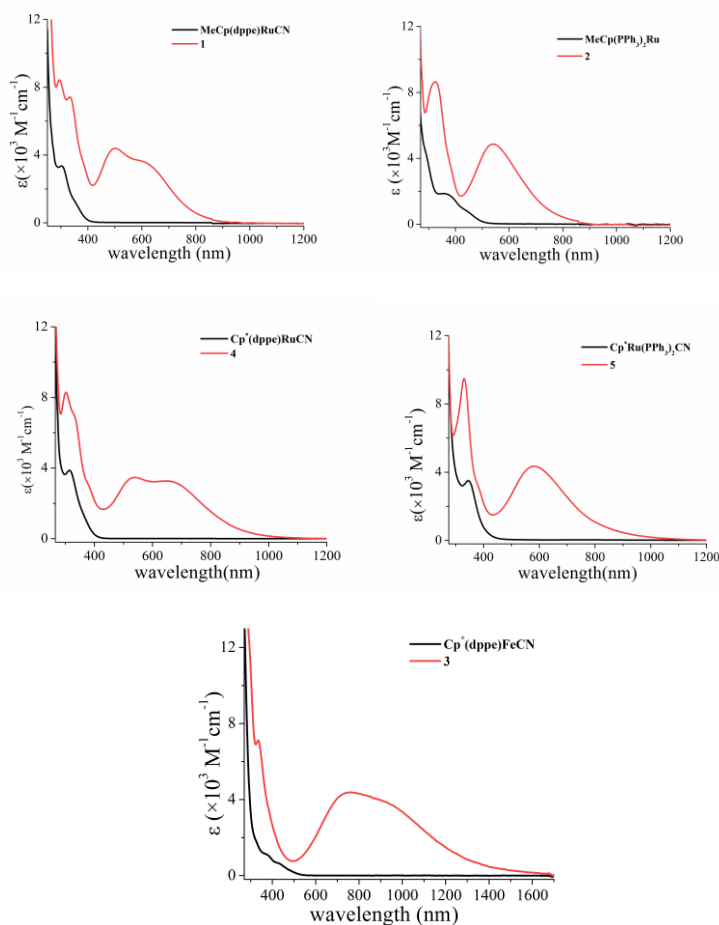 MeCp(dppe)RuCN
1
ε(×10³ M⁻¹cm⁻¹)
12
8
4
0
400 600 800 1000 1200
wavelength (nm)
MeCp(PPh₃)₂Ru
2
ε (×10³M⁻¹cm⁻¹)
12
8
4
0
400 600 800 1000 1200
wavelength (nm)
Cp*(dppe)RuCN
4
ε(×10³ M⁻¹cm⁻¹)
12
8
4
0
400 600 800 1000 1200
wavelength(nm)
Cp*Ru(PPh₃)₂CN
5
ε (×10³ M⁻¹cm⁻¹)
12
8
4
0
400 600 800 1000 1200
wavelength (nm)
Cp*(dppe)FeCN
3
ε (×10³ M⁻¹cm⁻¹)
12
8
4
0
400 600 800 1000 1200 1400 1600
wavelength (nm)